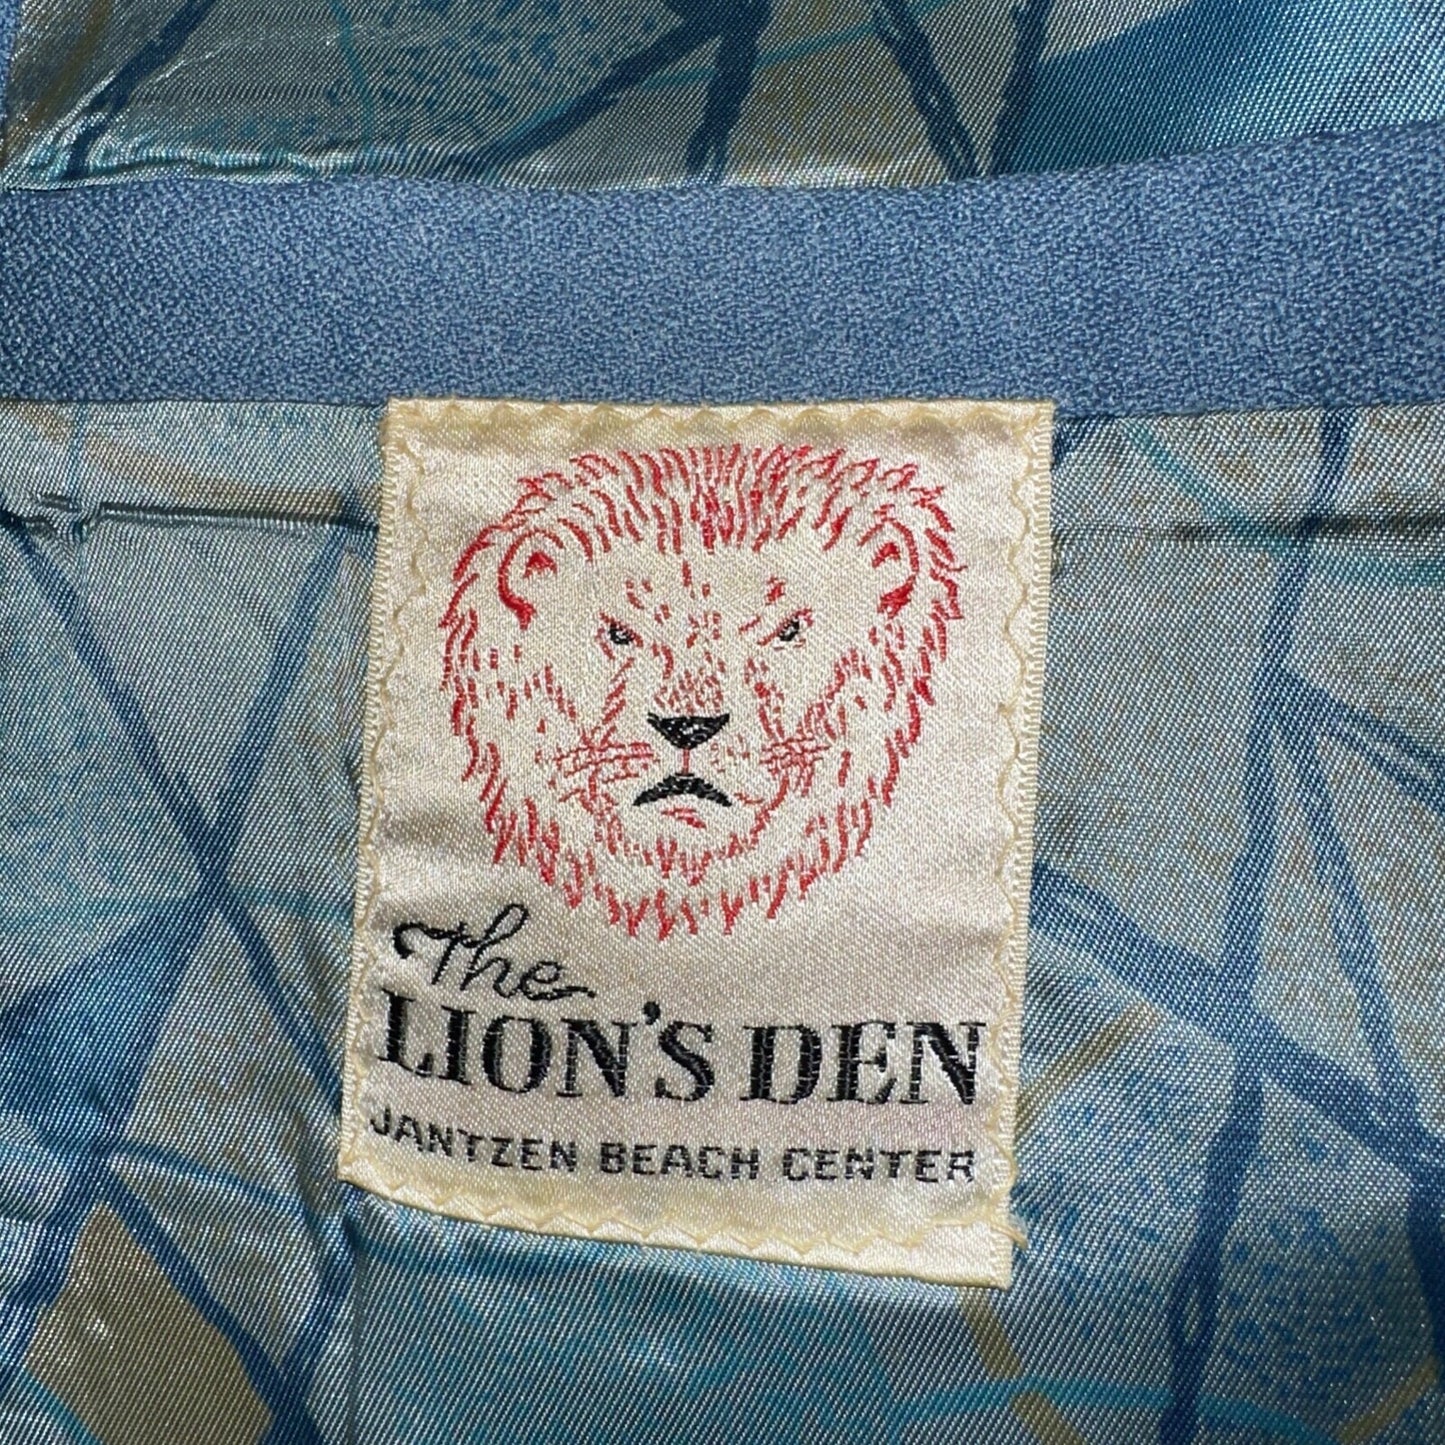 The
LION'S DEN
JANTZEN BEACH CENTER